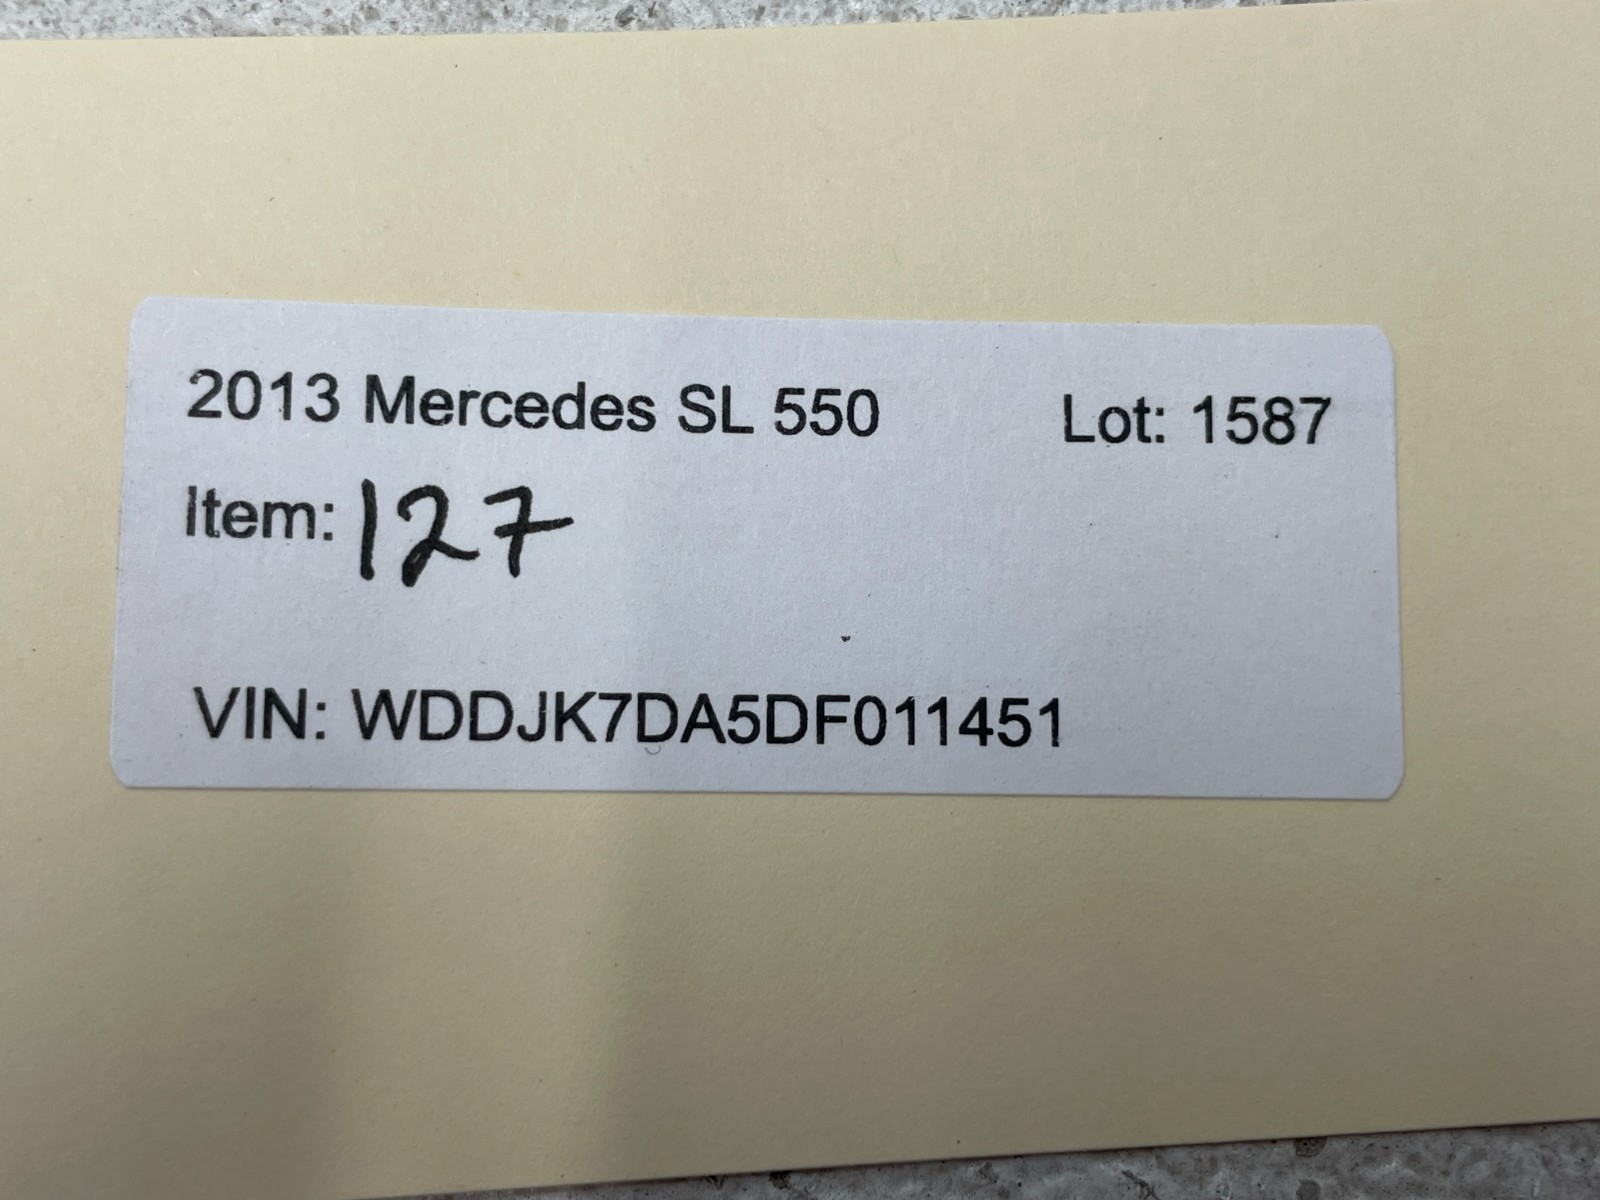 2013 Mercedes SL 550 Lot: 1587
Item: 127
VIN: WDDJK7DA5DF011451